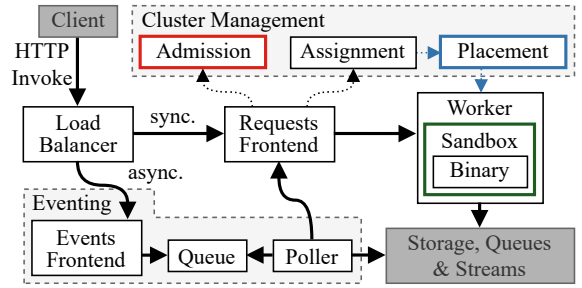 Client
Cluster Management
HTTP
Invoke
Admission
Assignment
Placement
Load
Balancer
sync.
Requests
Frontend
Worker
Sandbox
Binary
async.
Eventing
Events
Frontend
Queue
Poller
Storage, Queues
& Streams